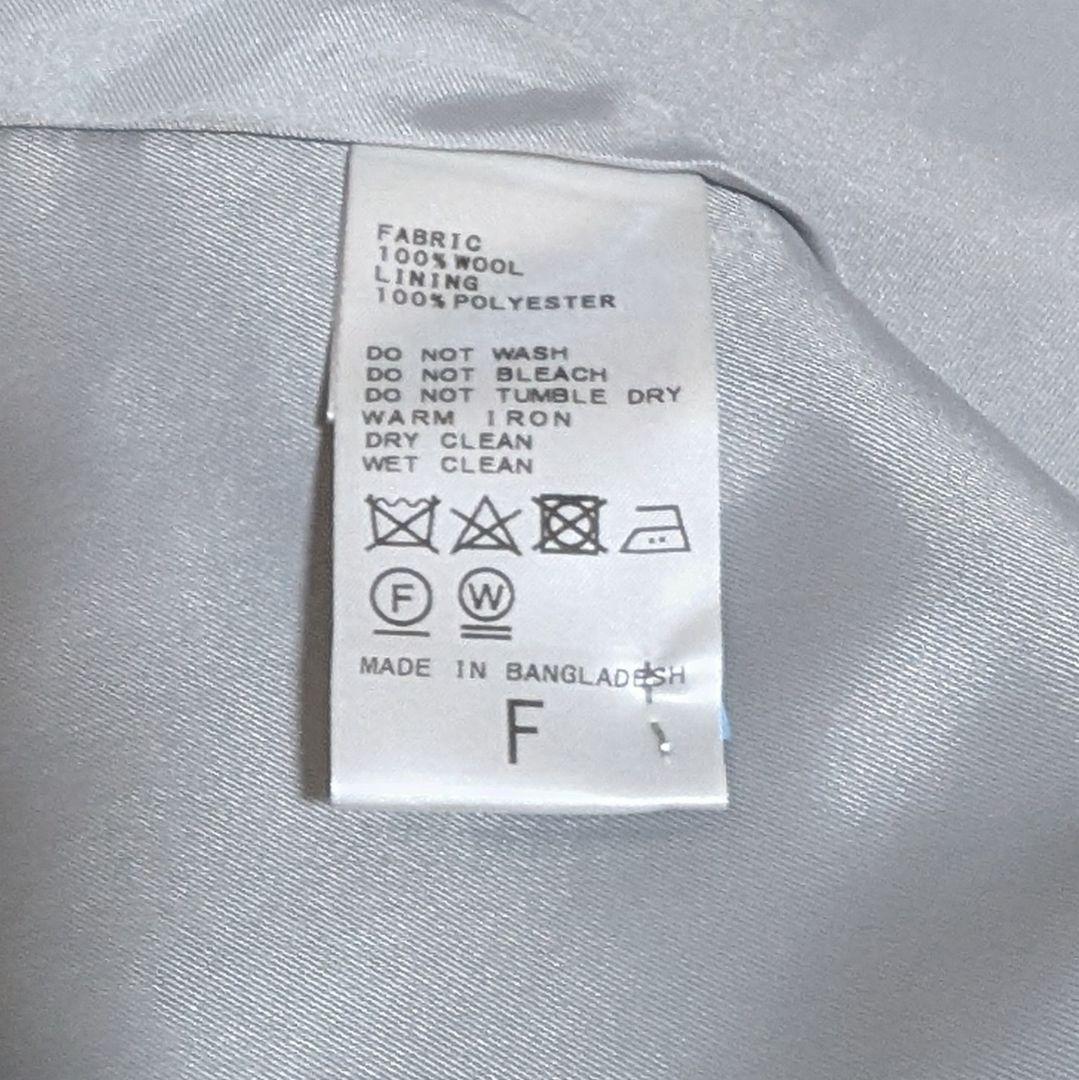 FABRIC
100%WOOL
LINING
100%POLYESTER
DO NOT WASH
DO NOT BLEACH
DO NOT TUMBLE DRY
WARM IRON
DRY CLEAN
WET CLEAN
F W
MADE IN BANGLADESH
F